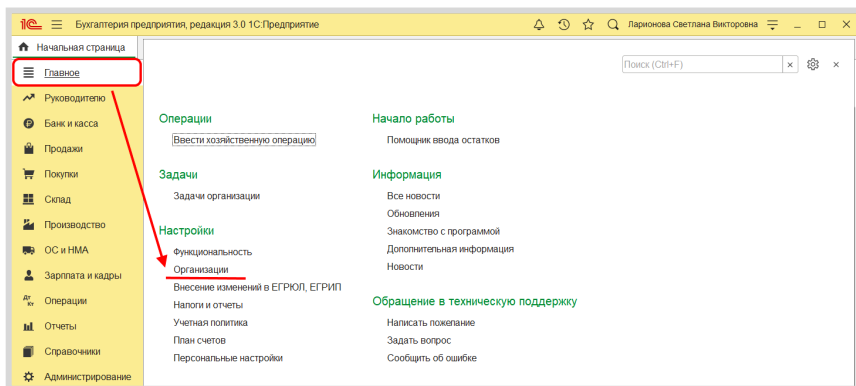 1С Бухгалтерия предприятия, редакция 3.0 1С:Предприятие Ларионова Светлана Викторовна
Начальная страница
Поиск (Ctrl+F)
Главное
Руководителю
Банк и касса
Продажи
Покупки
Склад
Производство
ОС и НМА
Зарплата и кадры
Дт Кт Операции
Отчеты
Справочники
Администрирование
Операции
Ввести хозяйственную операцию
Задачи
Задачи организации
Настройки
Функциональность
Организации
Внесение изменений в ЕГРЮЛ, ЕГРИП
Налоги и отчеты
Учетная политика
План счетов
Персональные настройки
Начало работы
Помощник ввода остатков
Информация
Все новости
Обновления
Знакомство с программой
Дополнительная информация
Новости
Обращение в техническую поддержку
Написать пожелание
Задать вопрос
Сообщить об ошибке